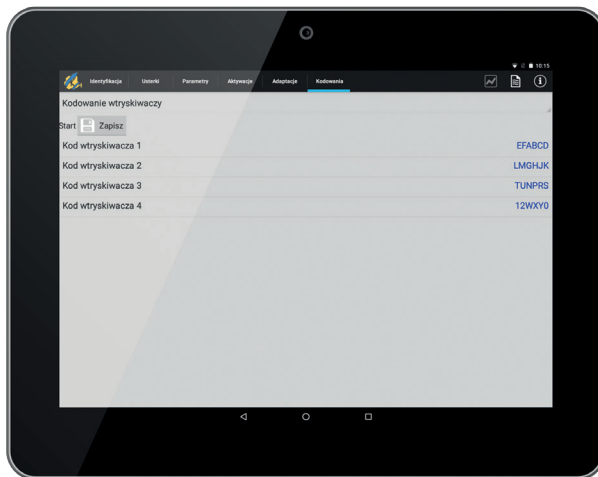 10:15
Identyfikacja Usterki Parametry Aktywacje Adaptacje Kodowania
Kodowanie wtryskiwaczy
Start Zapisz
Kod wtryskiwacza 1 EFABCD
Kod wtryskiwacza 2 LMGHJK
Kod wtryskiwacza 3 TUNPRS
Kod wtryskiwacza 4 12WXY0